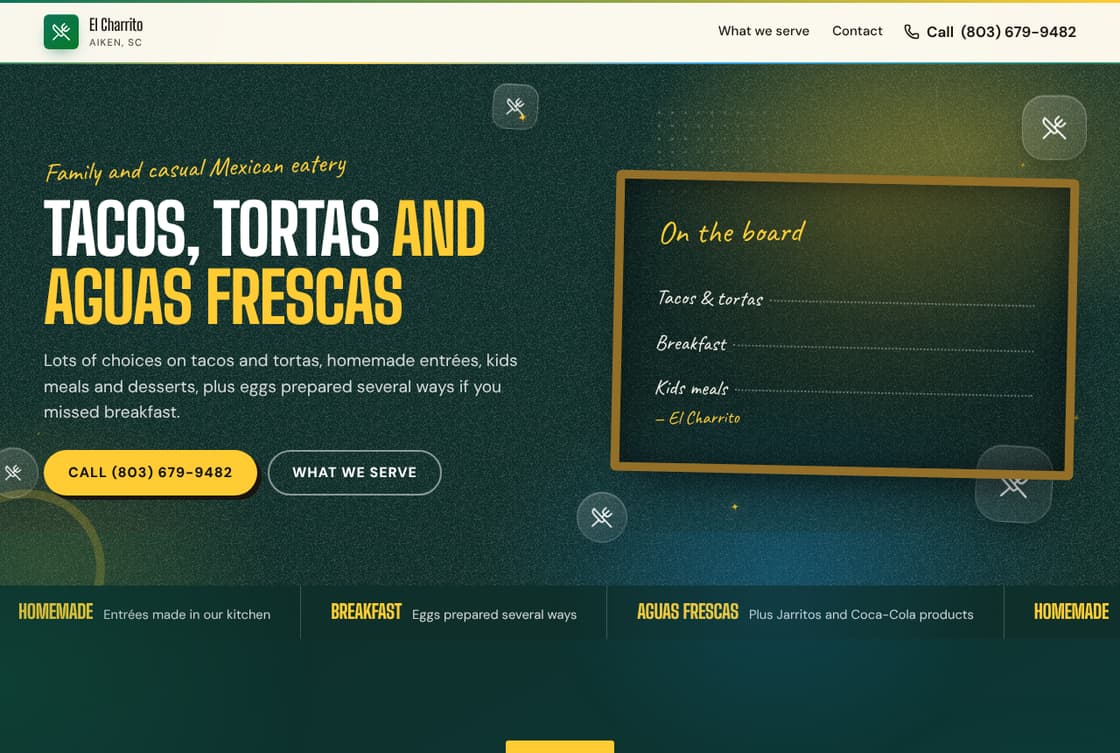 El Charrito
AIKEN, SC
What we serve
Contact
Call (803) 679-9482
Family and casual Mexican eatery
TACOS, TORTAS AND
AGUAS FRESCAS
Lots of choices on tacos and tortas, homemade entrées, kids
meals and desserts, plus eggs prepared several ways if you
missed breakfast.
CALL (803) 679-9482
WHAT WE SERVE
On the board
Tacos & tortas
Breakfast
Kids meals
– El Charrito
HOMEMADE Entrées made in our kitchen
BREAKFAST Eggs prepared several ways
AGUAS FRESCAS Plus Jarritos and Coca-Cola products
HOMEMADE